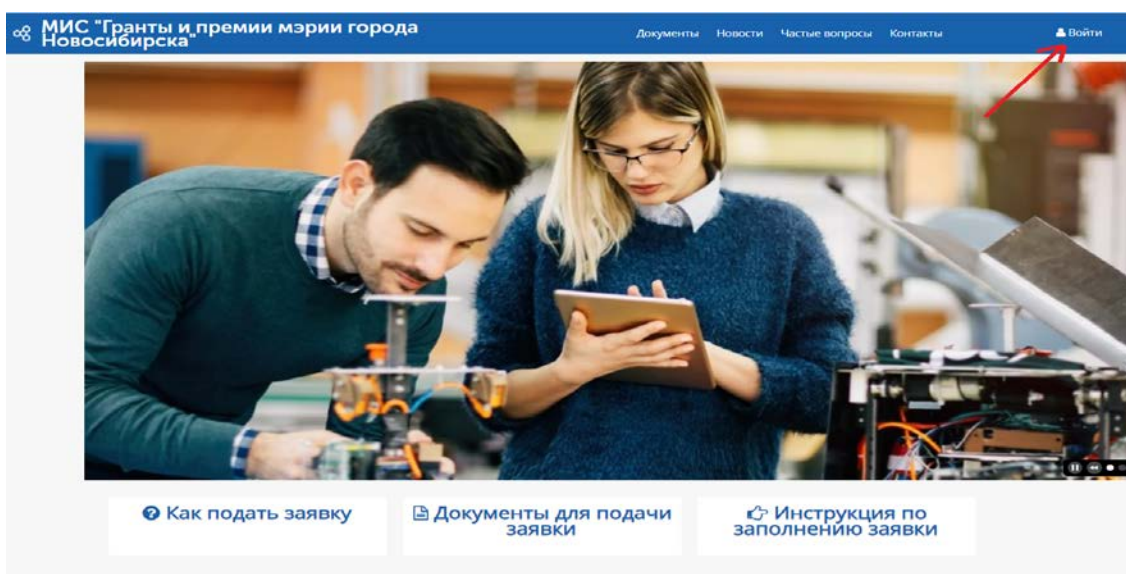 МИС "Гранты и премии мэрии города
Новосибирска"
Документы Новости Частые вопросы Контакты
Войти
Как подать заявку
Документы для подачи
заявки
Инструкция по
заполнению заявки